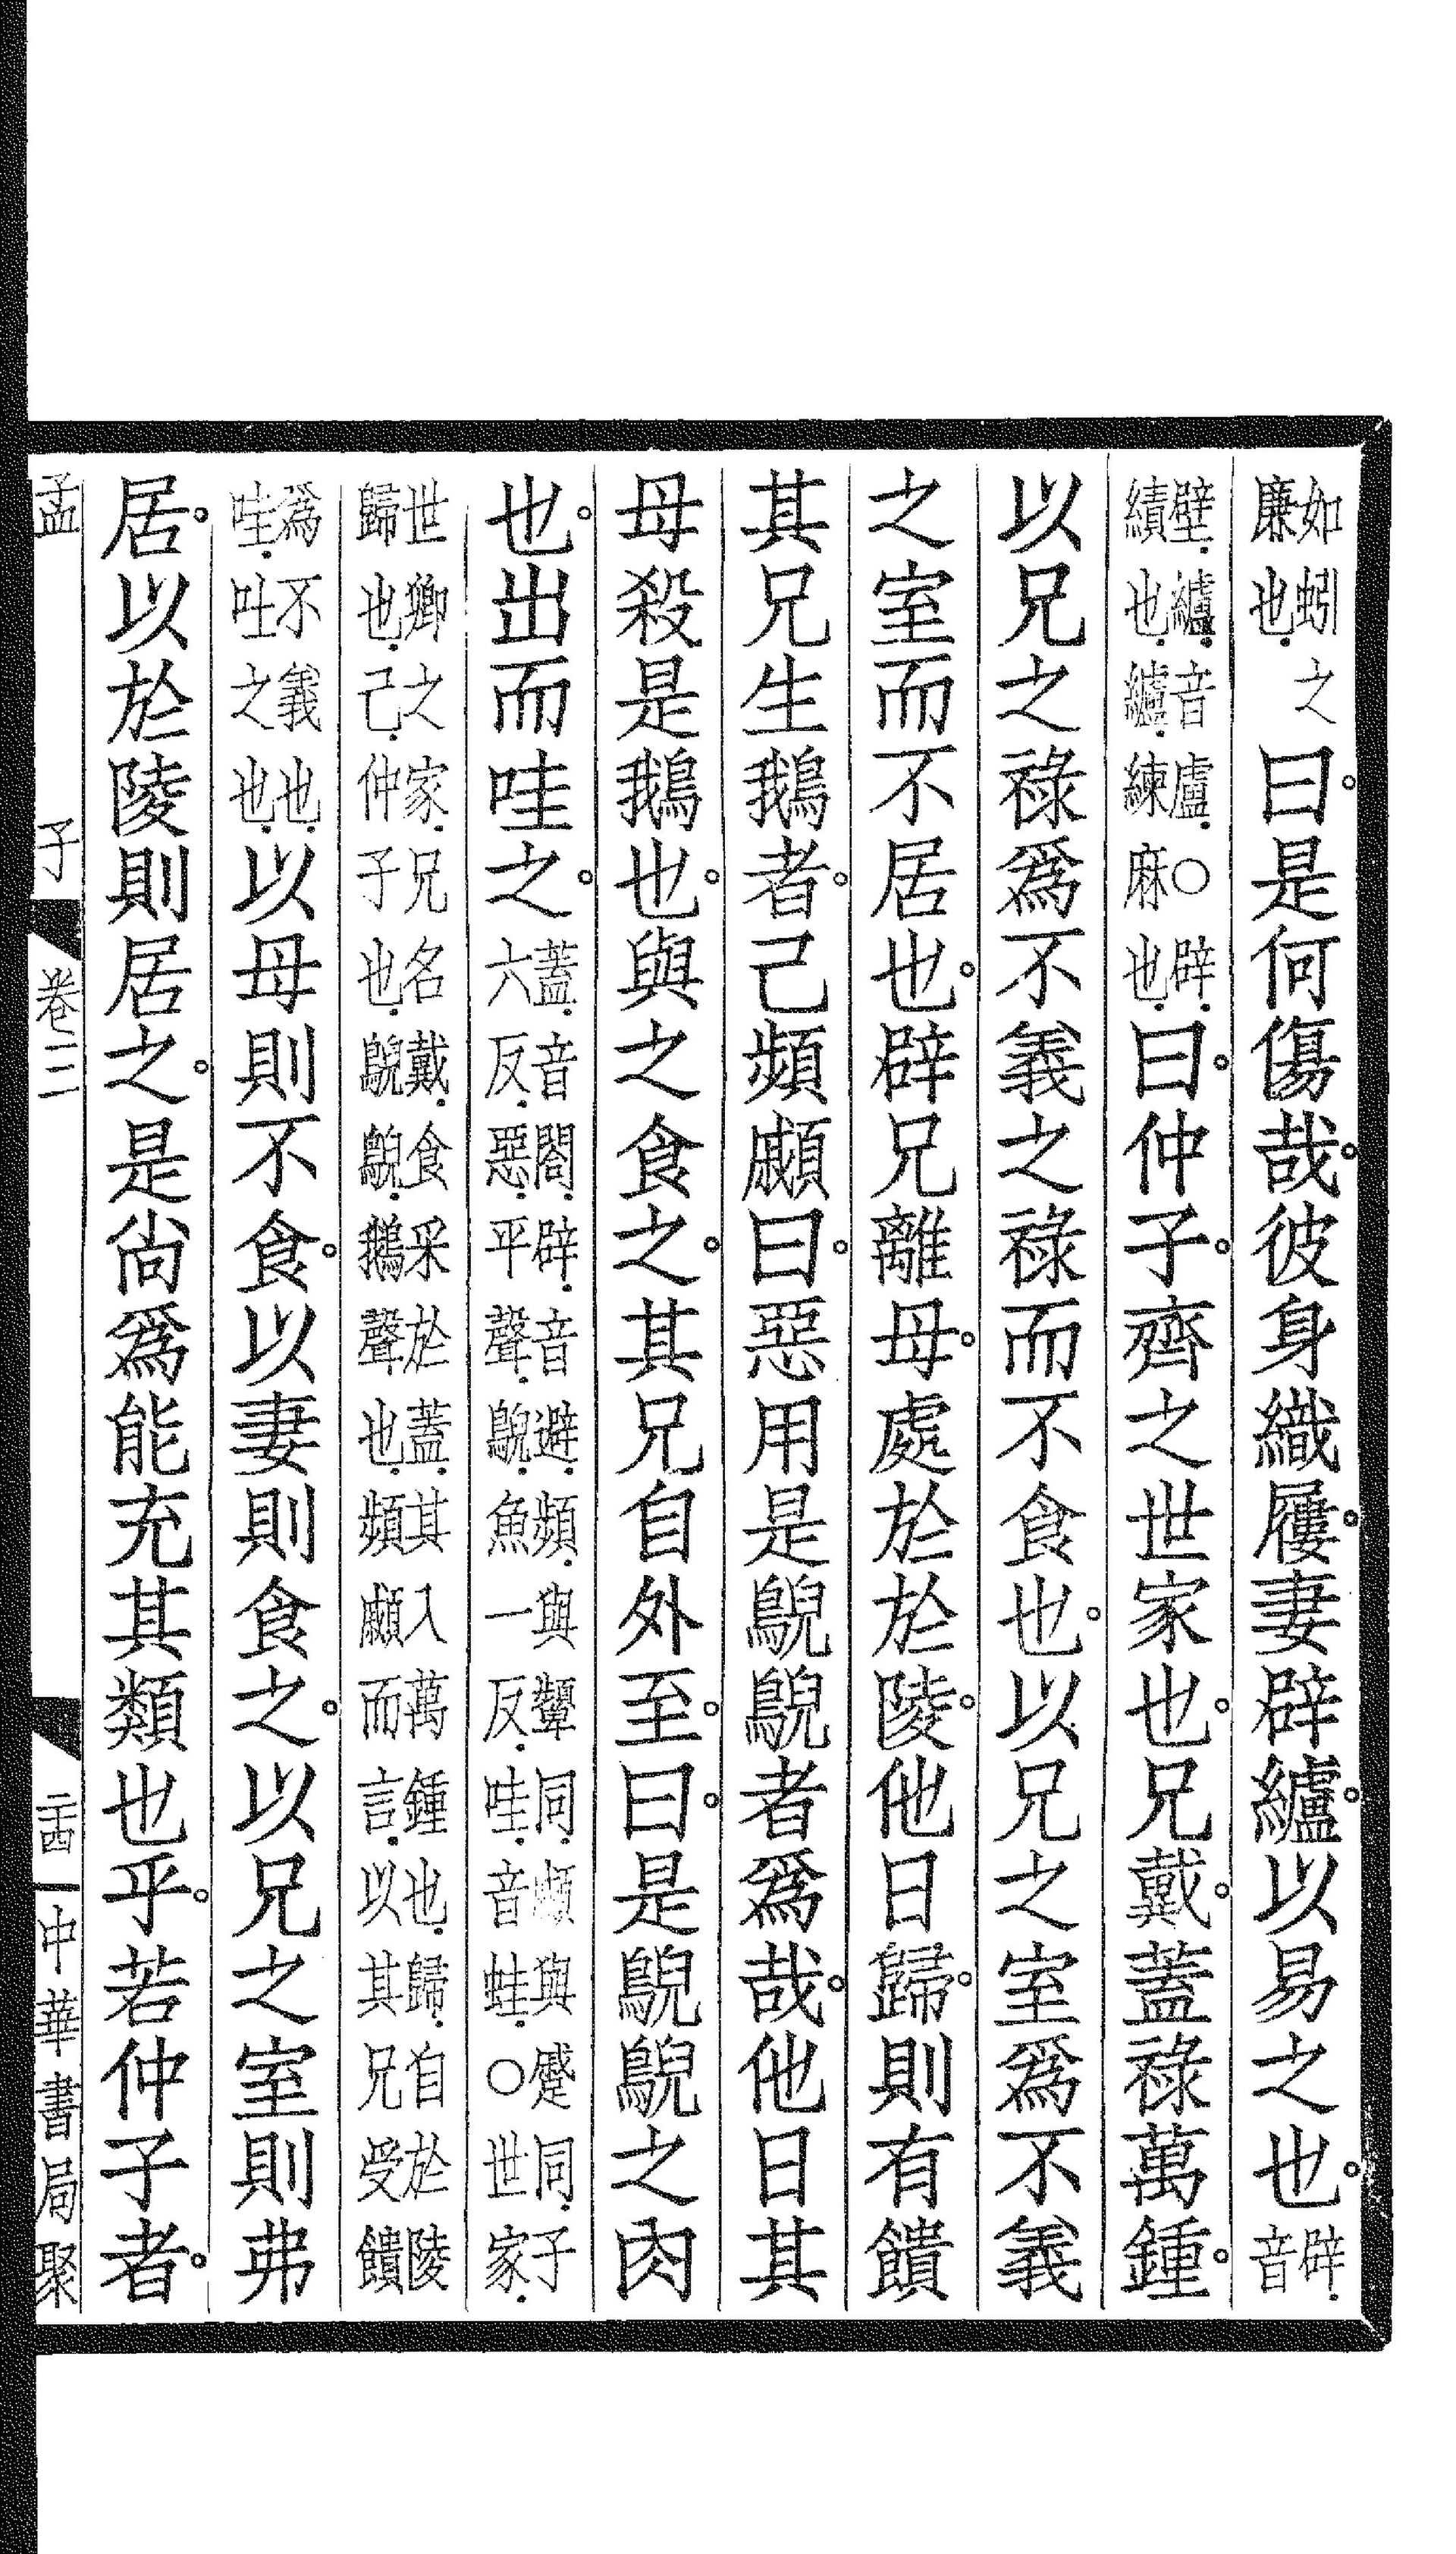 如蚓之廉也.曰。是何傷哉。彼身織屨。妻辟纑。以易之也。辟.音
壁.纑.音盧.○辟.績也.纑.練麻也.曰。仲子。齊之世家也。兄戴。蓋祿萬鍾。
以兄之祿爲不義之祿而不食也。以兄之室爲不義
之室而不居也。辟兄離母。處於於陵。他日歸。則有饋
其兄生鵝者。己頻顣曰。惡用是鶃鶃者爲哉。他日其
母殺是鵝也。與之食之。其兄自外至。曰。是鶃鶃之肉
也。出而哇之。蓋.音閤.辟.音避.頻.與顰同.顣與蹙同.子六反.惡.平聲.鶃.魚一反.哇.音蛙.○世家.
世卿之家.兄名戴.食采於蓋.其入萬鍾也.歸.自於陵歸也.己.仲子也.鶃鶃.鵝聲也.頻顣而言.以其兄受饋
爲不義也.哇.吐之也.以母則不食。以妻則食之。以兄之室則弗
居。以於陵則居之。是尙爲能充其類也乎。若仲子者。
孟子 卷三 二十四 中華書局聚